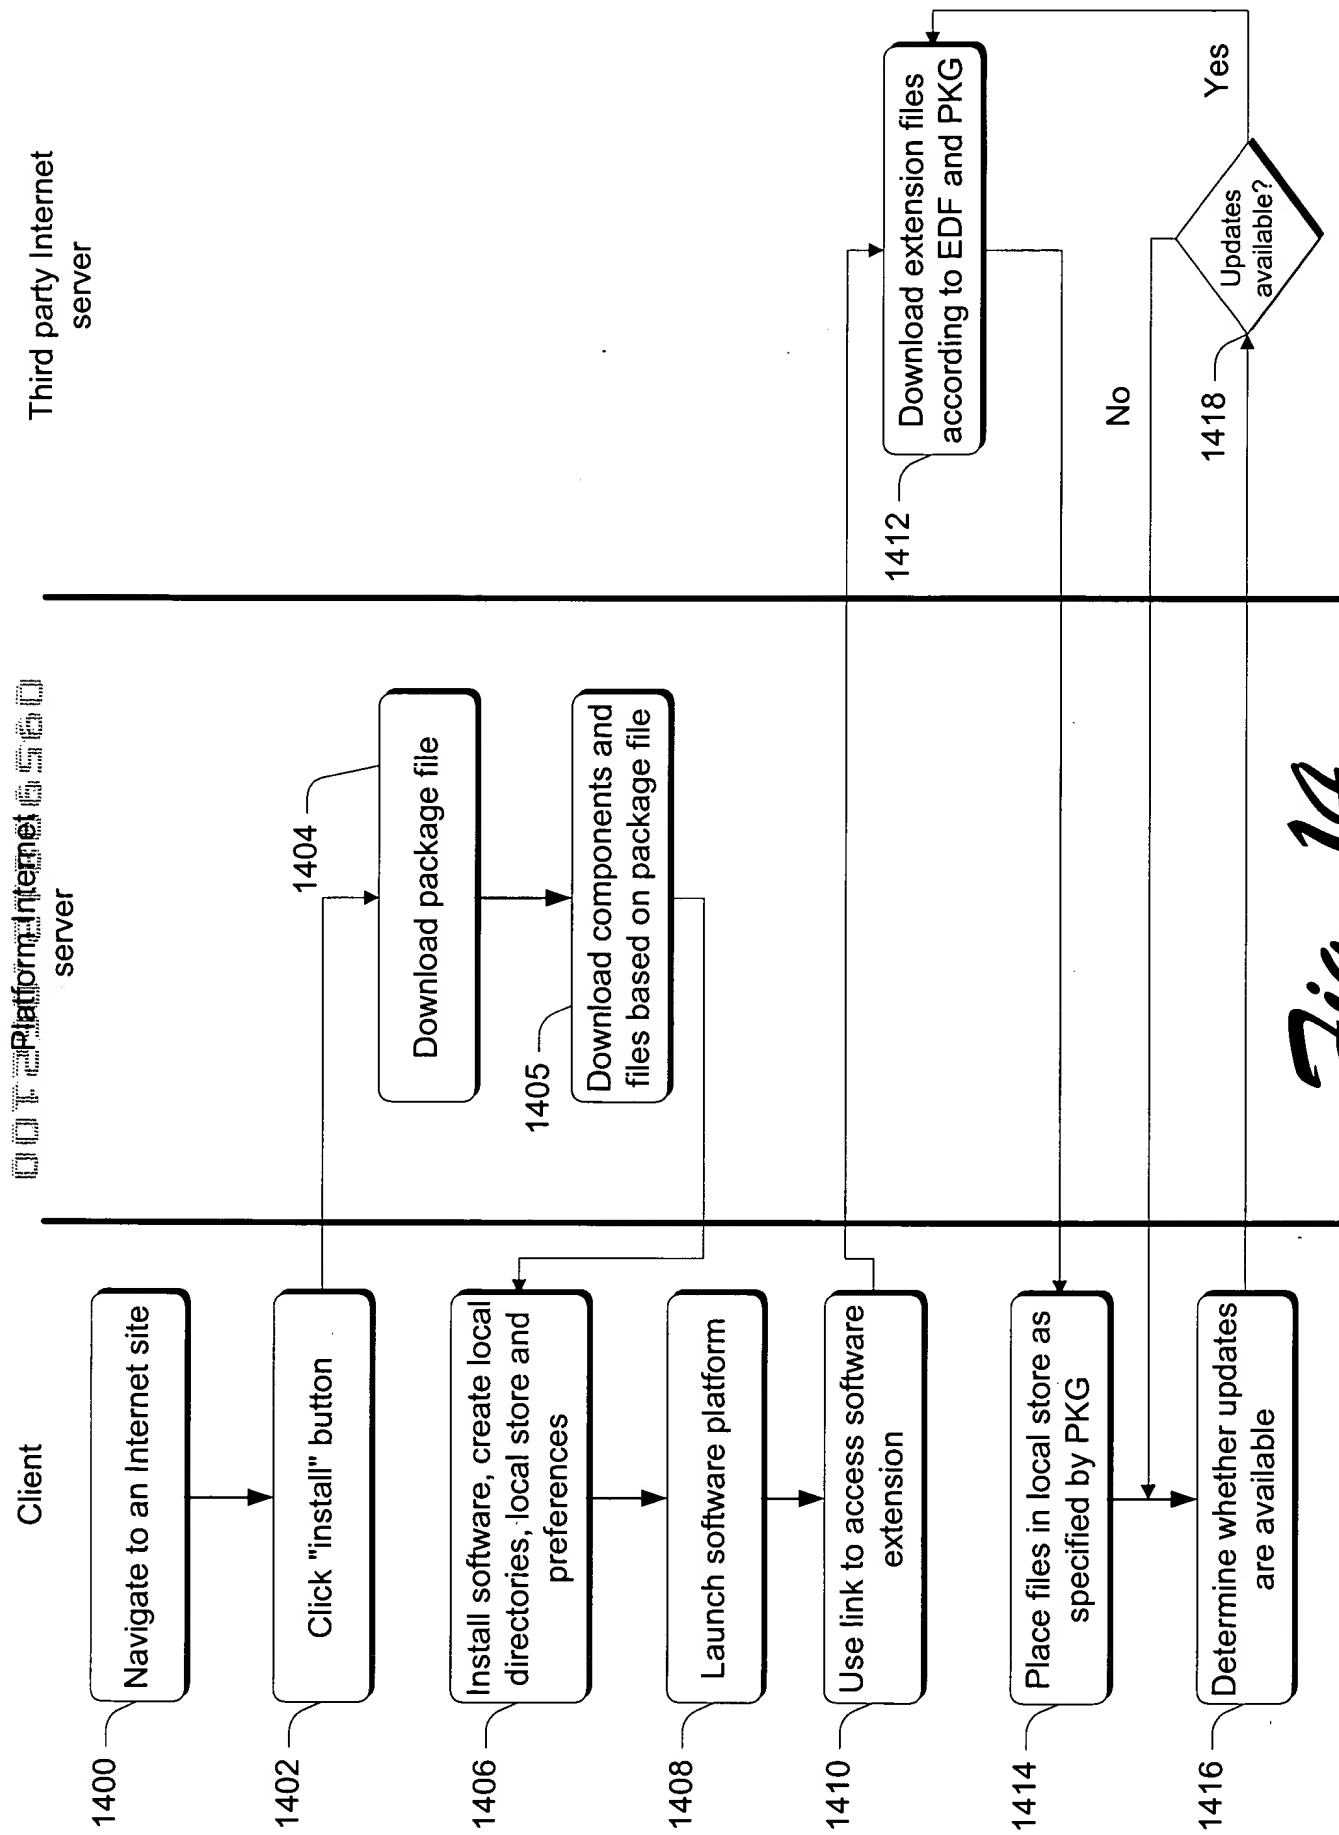 Client
Platform Internet
server
Third party Internet
server
1400
Navigate to an Internet site
1402
Click "install" button
1404
Download package file
1405
Download components and
files based on package file
1406
Install software, create local
directories, local store and
preferences
1408
Launch software platform
1410
Use link to access software
extension
1412
Download extension files
according to EDF and PKG
1414
Place files in local store as
specified by PKG
No
1416
Determine whether updates
are available
1418
Updates
available?
Yes